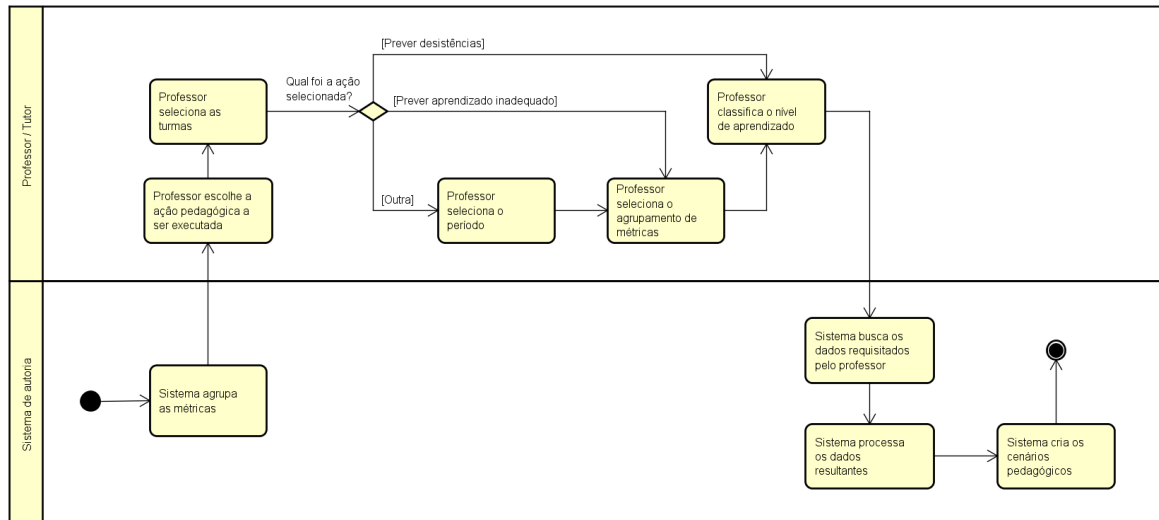 Professor / Tutor
Professor
seleciona as
turmas
Qual foi a ação
selecionada?
[Prever desistências]
[Prever aprendizado inadequado]
[Outra]
Professor
classifica o nível
de aprendizado
Professor escolhe a
ação pedagógica a
ser executada
Professor
seleciona o
período
Professor
seleciona o
agrupamento de
métricas
Sistema de autoria
Sistema agrupa
as métricas
Sistema busca os
dados requisitados
pelo professor
Sistema processa
os dados
resultantes
Sistema cria os
cenários
pedagógicos